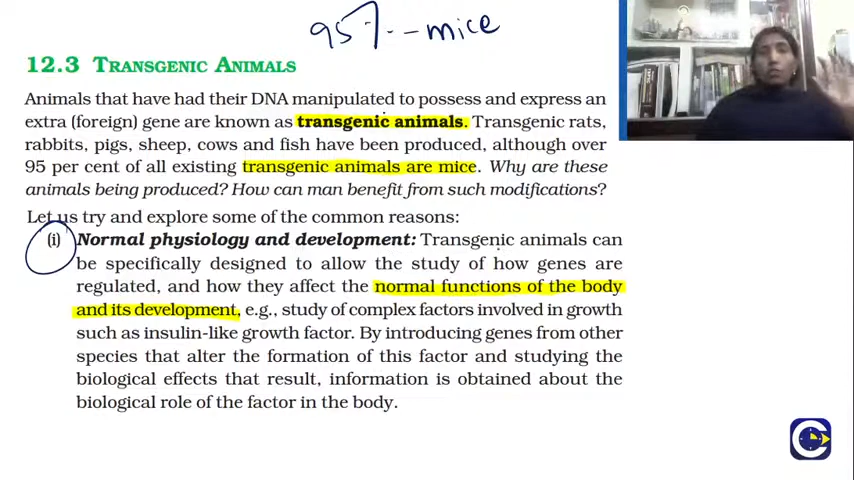 95% - mice
12.3 TRANSGENIC ANIMALS
Animals that have had their DNA manipulated to possess and express an
extra (foreign) gene are known as transgenic animals. Transgenic rats,
rabbits, pigs, sheep, cows and fish have been produced, although over
95 per cent of all existing transgenic animals are mice. Why are these
animals being produced? How can man benefit from such modifications?
Let us try and explore some of the common reasons:
(i) Normal physiology and development: Transgenic animals can
be specifically designed to allow the study of how genes are
regulated, and how they affect the normal functions of the body
and its development, e.g., study of complex factors involved in growth
such as insulin-like growth factor. By introducing genes from other
species that alter the formation of this factor and studying the
biological effects that result, information is obtained about the
biological role of the factor in the body.